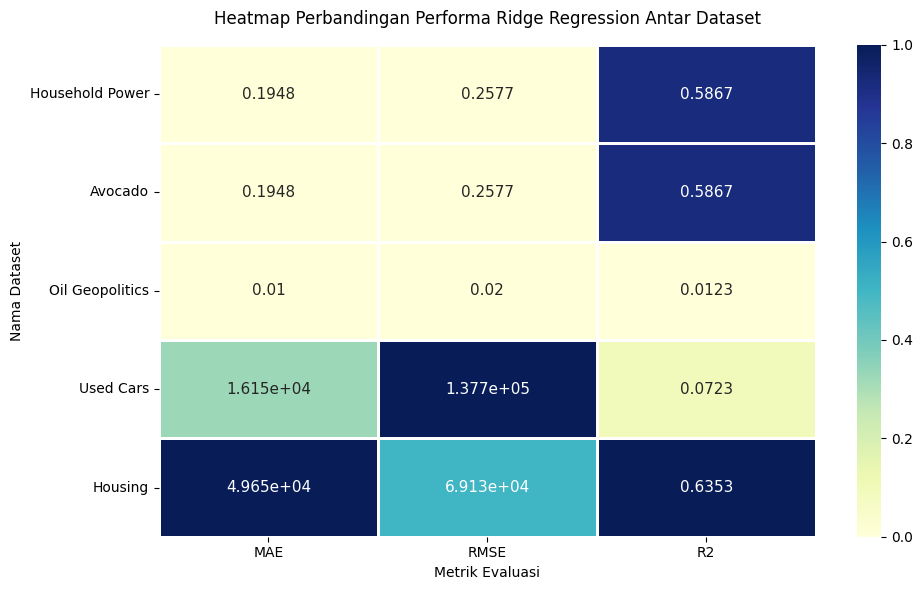 Heatmap Perbandingan Performa Ridge Regression Antar Dataset
Nama Dataset
Household Power 0.1948 0.2577 0.5867
Avocado 0.1948 0.2577 0.5867
Oil Geopolitics 0.01 0.02 0.0123
Used Cars 1.615e+04 1.377e+05 0.0723
Housing 4.965e+04 6.913e+04 0.6353
MAE RMSE R2
Metrik Evaluasi
1.0
0.8
0.6
0.4
0.2
0.0